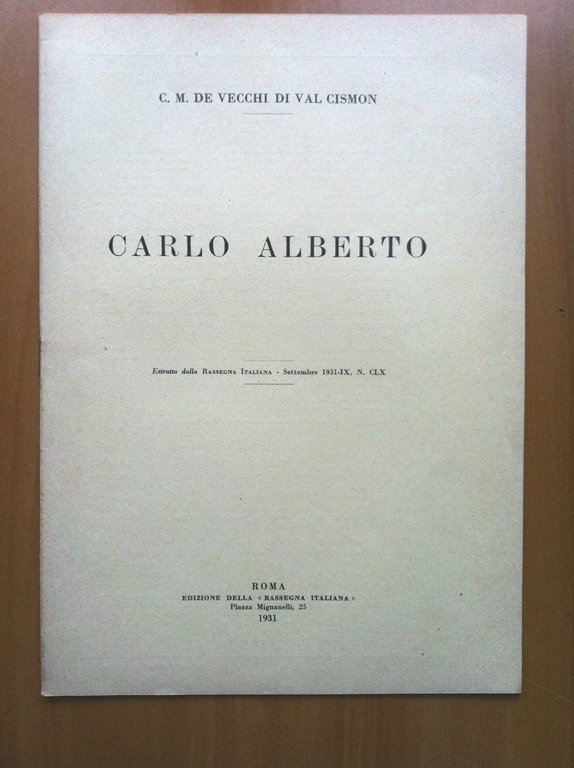 C. M. DE VECCHI DI VAL CISMON
CARLO ALBERTO
Estratto dalla RASSEGNA ITALIANA - Settembre 1931-IX, N. CLX
ROMA
EDIZIONE DELLA « RASSEGNA ITALIANA »
Piazza Mignanelli, 25
1931